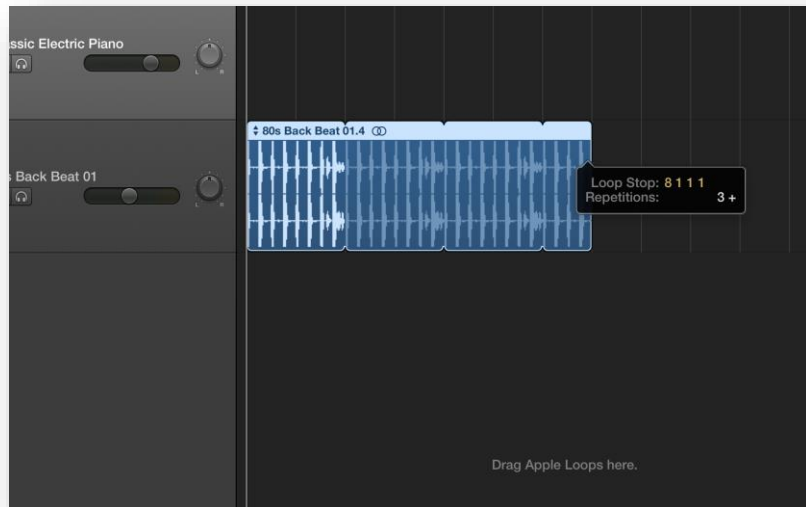 ssic Electric Piano
L R
80s Back Beat 01.4
s Back Beat 01
L R
Loop Stop: 8 1 1 1
Repetitions: 3 +
Drag Apple Loops here.